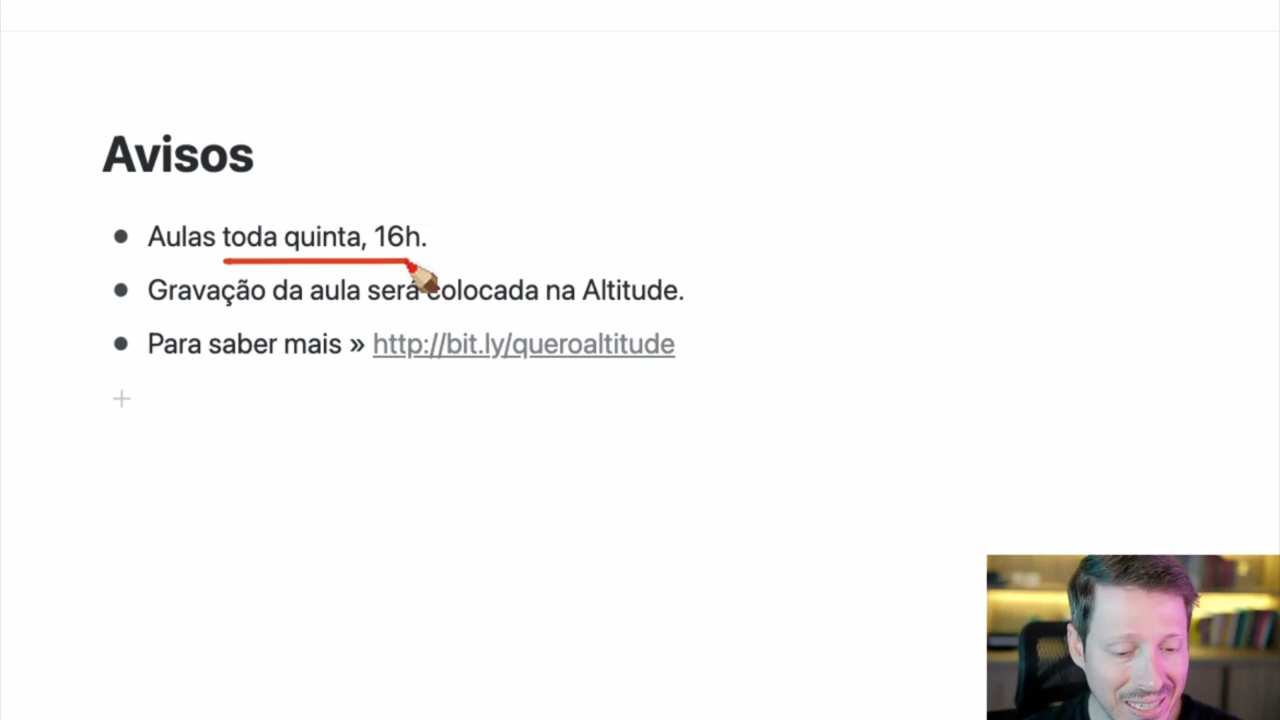 Avisos
Aulas toda quinta, 16h.
Gravação da aula será colocada na Altitude.
Para saber mais » http://bit.ly/queroaltitude